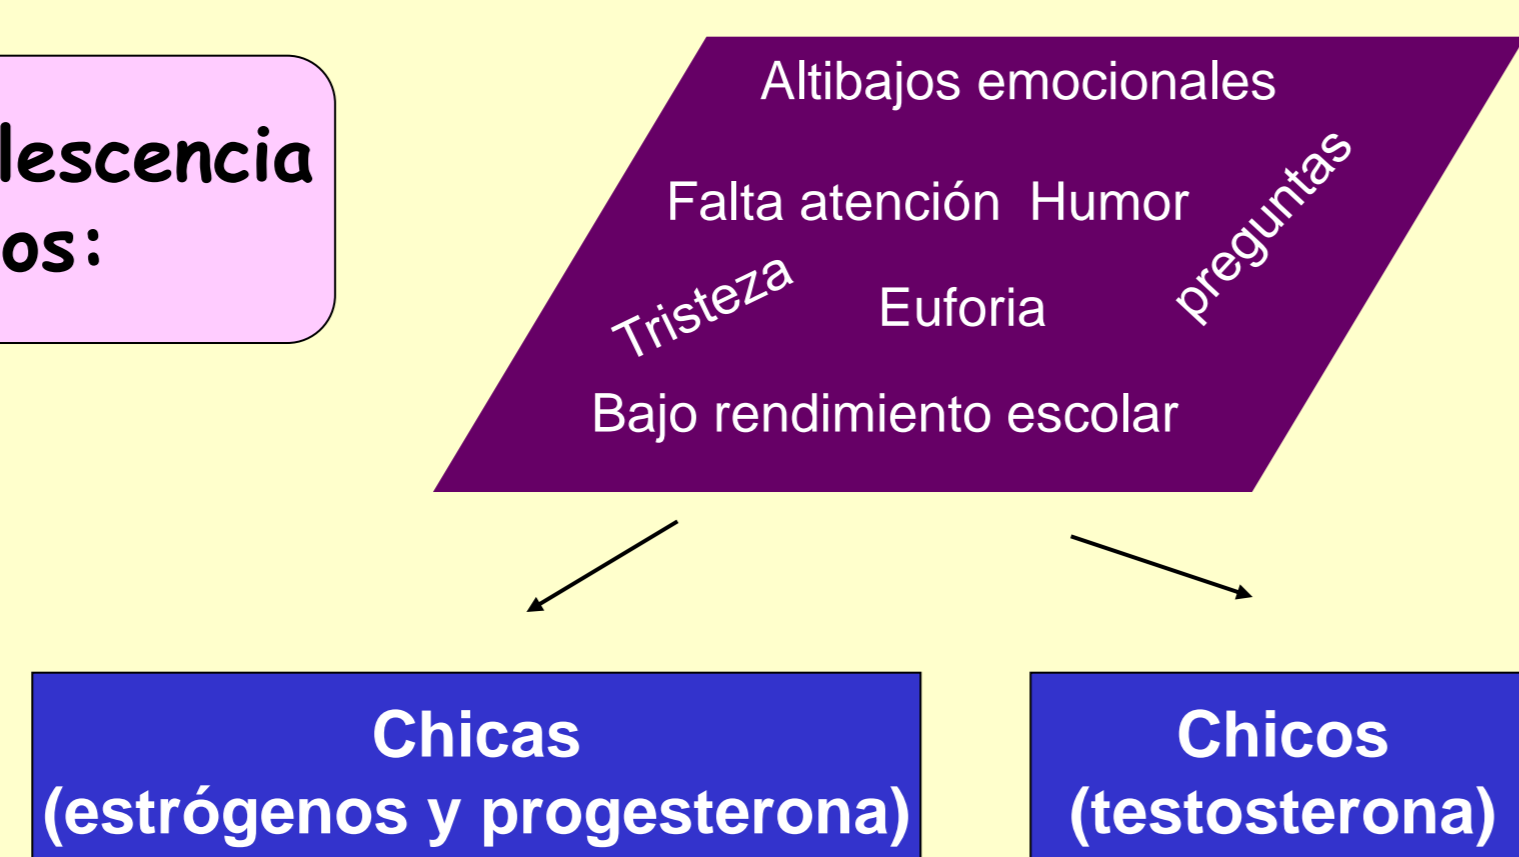 lescencia
os:
Altibajos emocionales
Falta atención Humor
preguntas
Tristeza
Euforia
Bajo rendimiento escolar
Chicas
(estrógenos y progesterona)
Chicos
(testosterona)